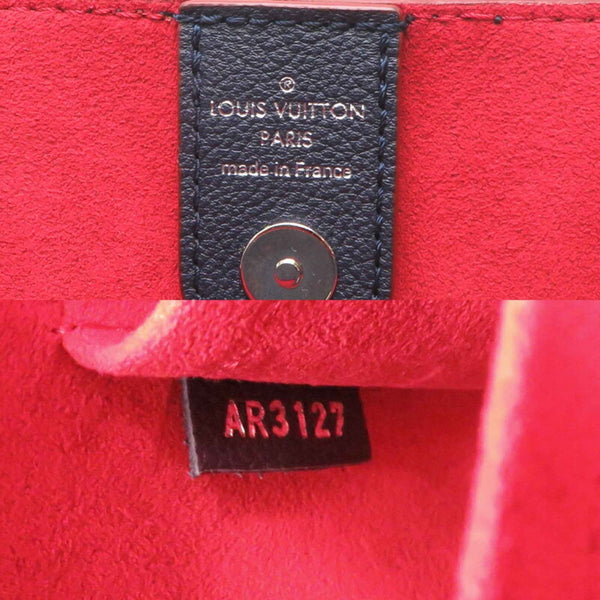 ®
LOUIS VUITTON
PARIS
made in France
AR3127